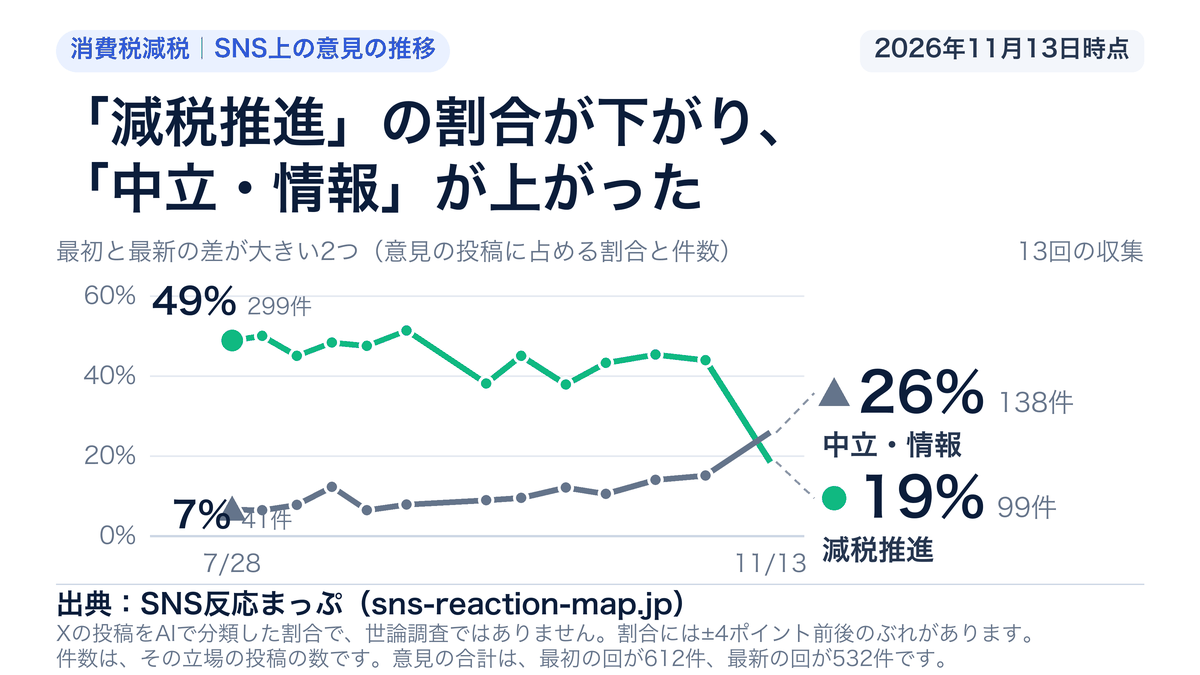 消費税減税｜SNS上の意見の推移
2026年11月13日時点
「減税推進」の割合が下がり、
「中立・情報」が上がった
最初と最新の差が大きい2つ（意見の投稿に占める割合と件数）
13回の収集
60%
49% 299件
40%
26% 138件
中立・情報
20%
19% 99件
減税推進
7% 41件
0%
7/28
11/13
出典：SNS反応まっぷ（sns-reaction-map.jp）
Xの投稿をAIで分類した割合で、世論調査ではありません。割合には±4ポイント前後のぶれがあります。
件数は、その立場の投稿の数です。意見の合計は、最初の回が612件、最新の回が532件です。